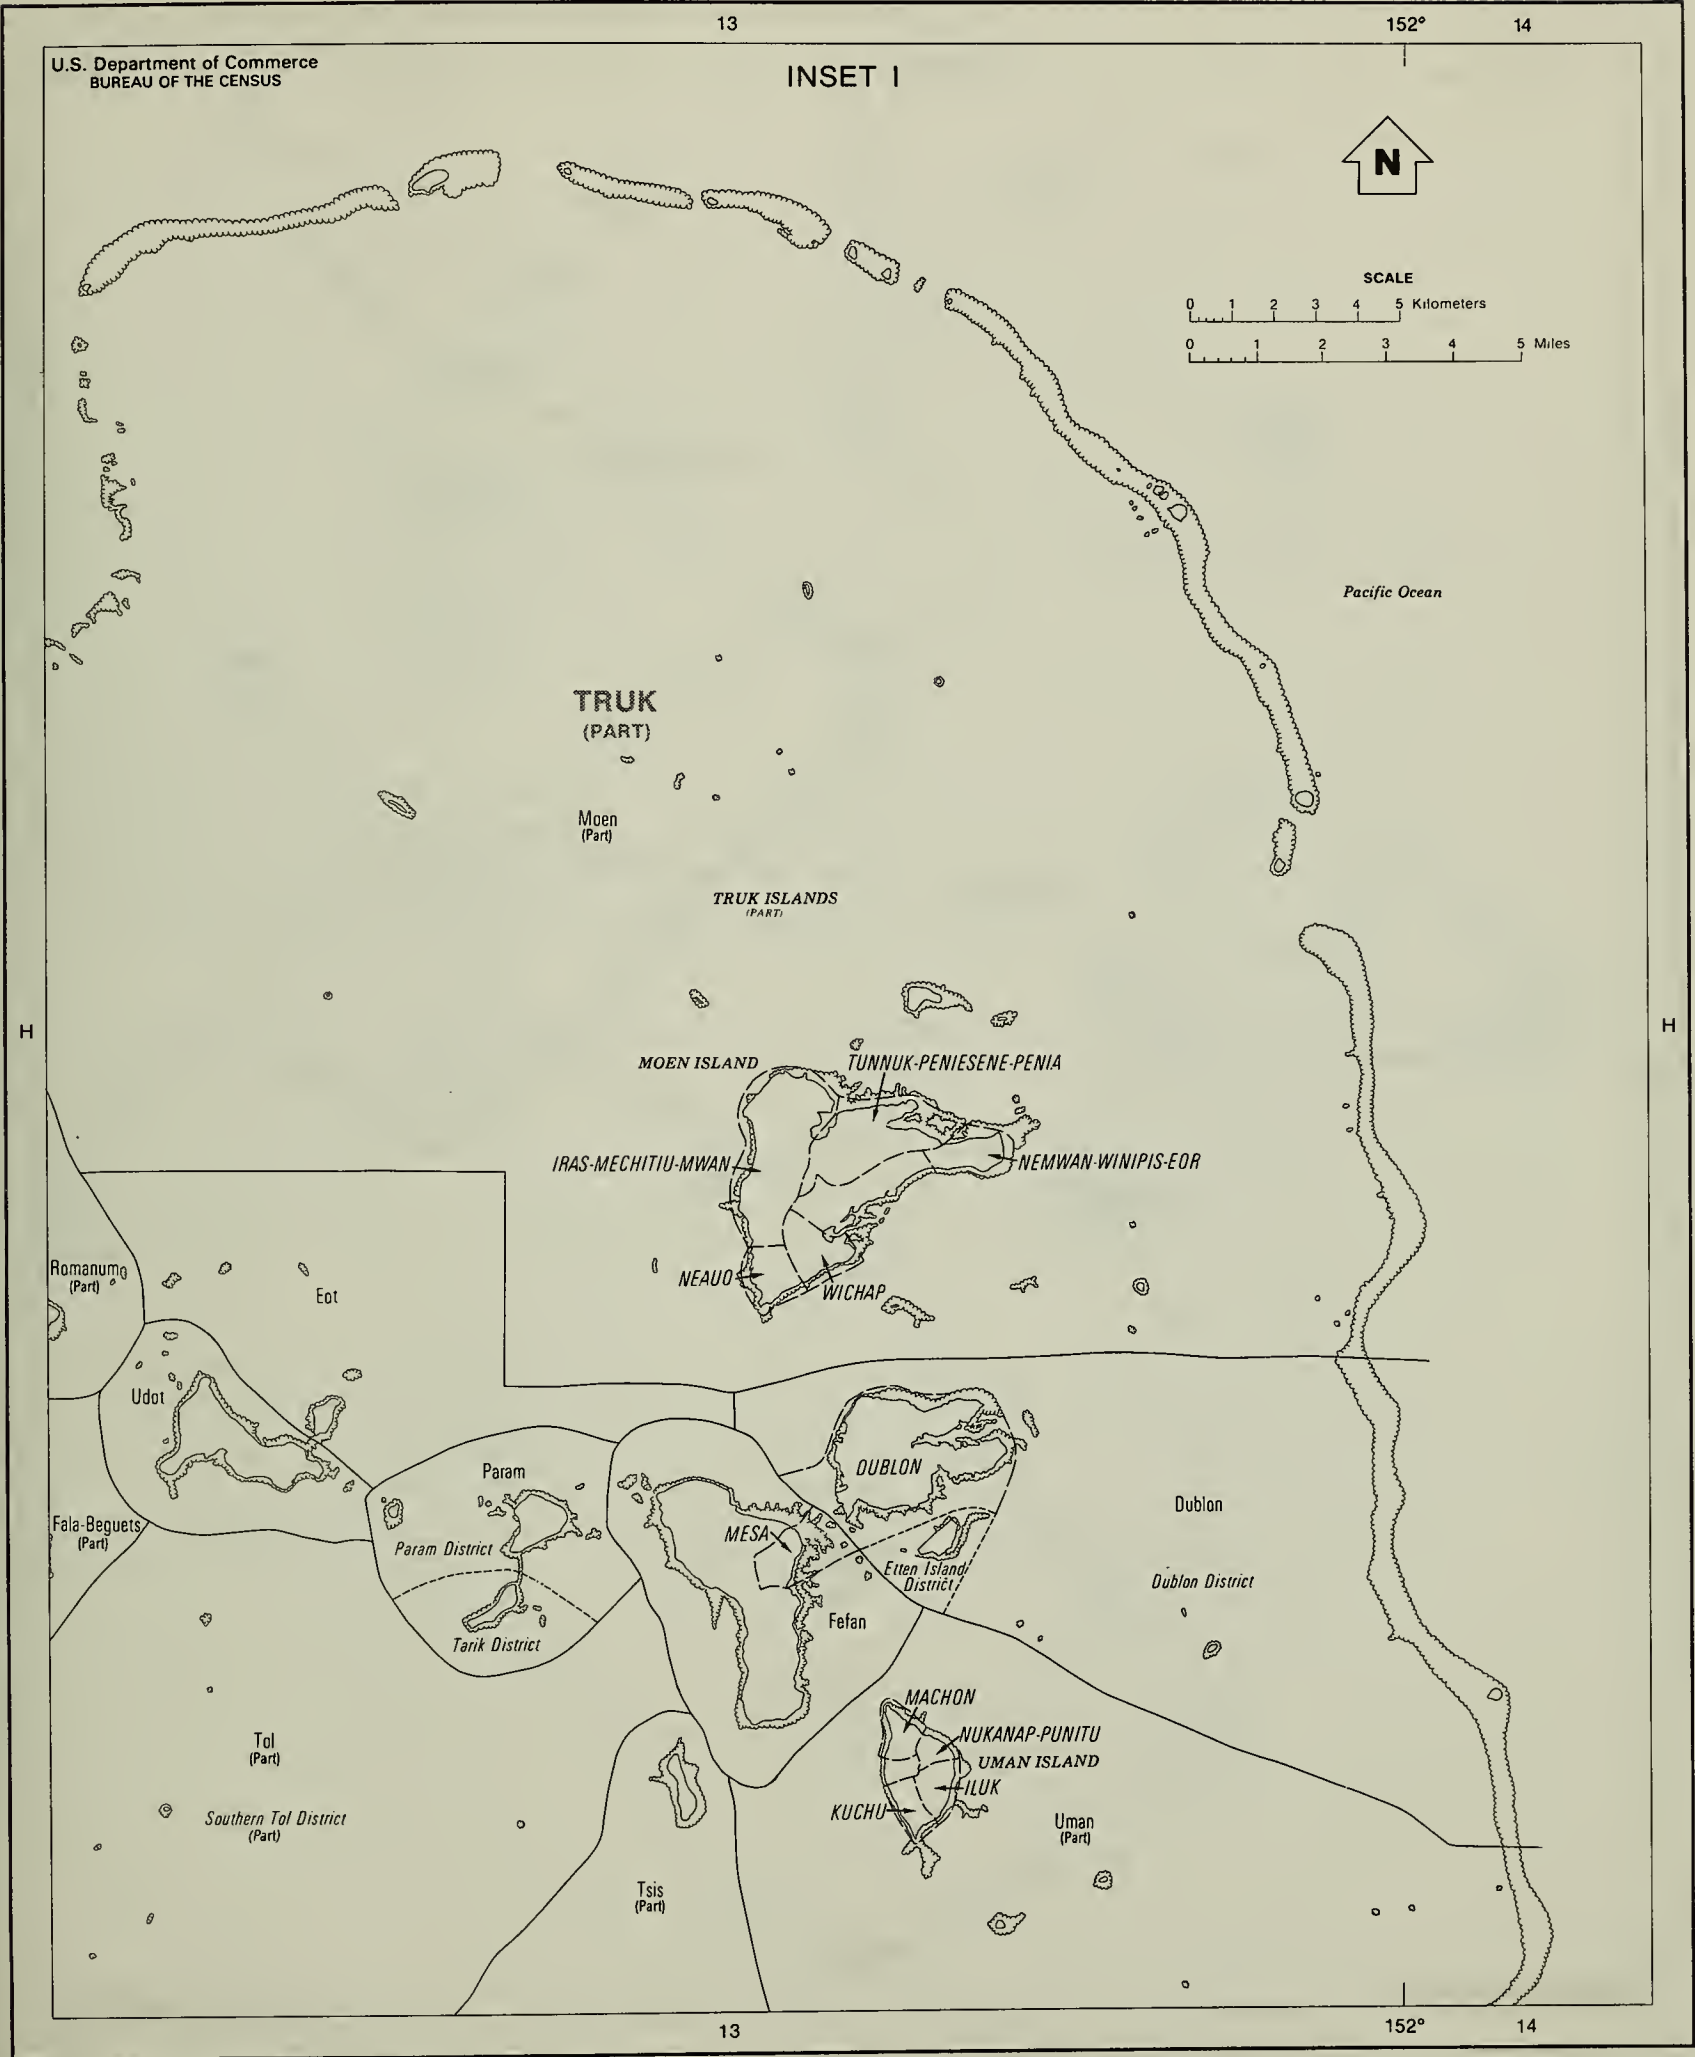 13
152°
14
U.S. Department of Commerce
BUREAU OF THE CENSUS
INSET 1
N
SCALE
0 1 2 3 4 5 Kilometers
0 1 2 3 4 5 Miles
Pacific Ocean
TRUK
(PART)
Moen
(Part)
TRUK ISLANDS
(PART)
H
H
MOEN ISLAND
TUNNUK-PENIESENE-PENIA
IRAS-MECHITIU-MWAN
NEMWAN-WINIPIS-EOR
NEAUO
WICHAP
Romanum
(Part)
Eot
Udot
Param
DUBLON
Dublon
Fala-Beguets
(Part)
Param District
MESA
Etten Island
District
Dublon District
Fefan
Tarik District
MACHON
NUKANAP-PUNITU
UMAN ISLAND
ILUK
KUCHU
Uman
(Part)
Tol
(Part)
Southern Tol District
(Part)
Tsis
(Part)
13
152°
14